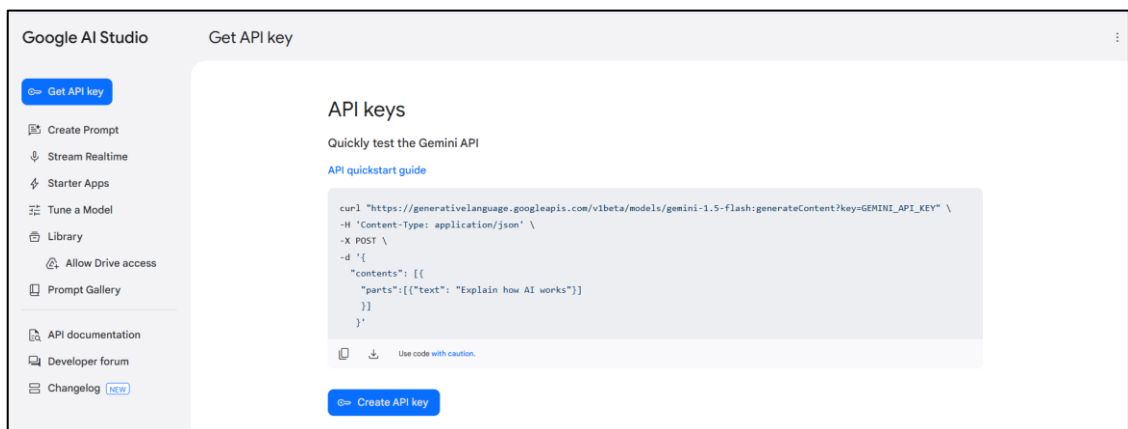 Google AI Studio
Get API key
Get API key
Create Prompt
Stream Realtime
Starter Apps
Tune a Model
Library
Allow Drive access
Prompt Gallery
API documentation
Developer forum
Changelog NEW
API keys
Quickly test the Gemini API
API quickstart guide
curl "https://generativelanguage.googleapis.com/v1beta/models/gemini-1.5-flash:generateContent?key=GEMINI_API_KEY" \
-H 'Content-Type: application/json' \
-X POST \
-d '{
"contents": [{
"parts":[{"text": "Explain how AI works"}]
}]
}'
Use code with caution.
Create API key